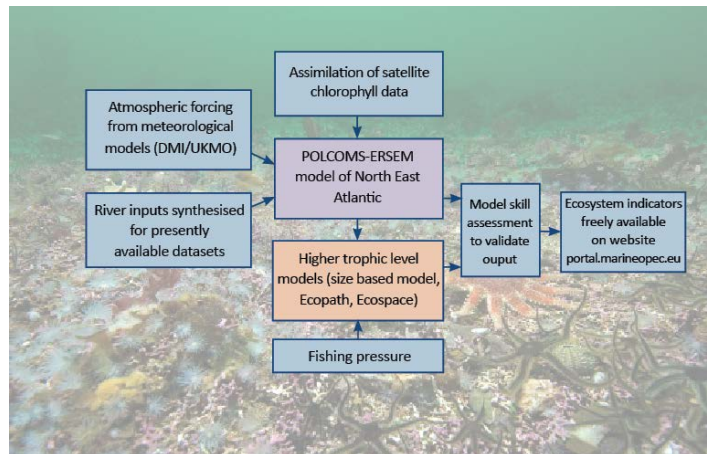 Assimilation of satellite
chlorophyll data
Atmospheric forcing
from meteorological
models (DMI/UKMO)
POLCOMS-ERSEM
model of North East
Atlantic
River inputs synthesised
for presently
available datasets
Model skill
assessment
to validate
ouput
Ecosystem indicators
freely available
on website
portal.marineopec.eu
Higher trophic level
models (size based model,
Ecopath, Ecospace)
Fishing pressure